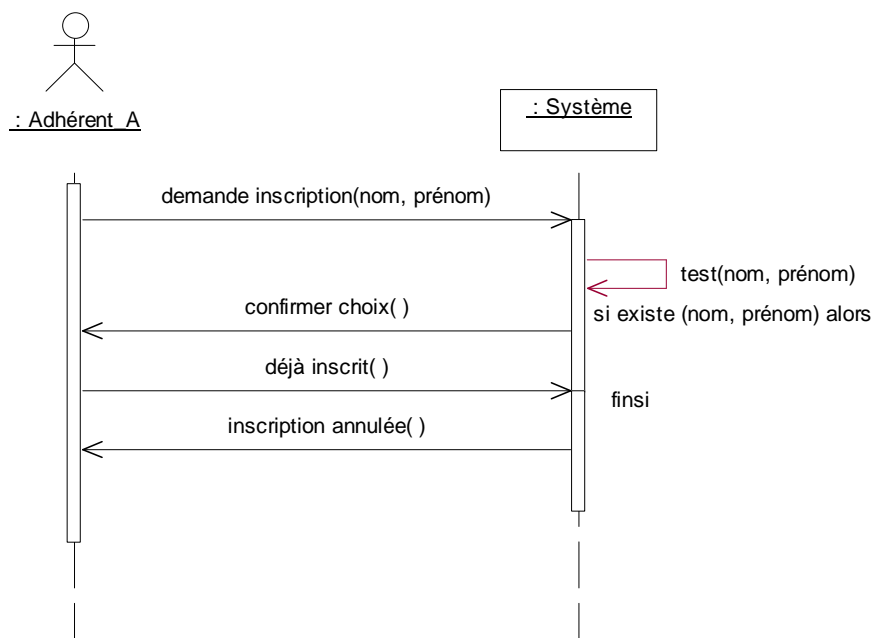 : Adhérent_A
: Système
demande inscription(nom, prénom)
test(nom, prénom)
confirmer choix( )
si existe (nom, prénom) alors
déjà inscrit( )
finsi
inscription annulée( )